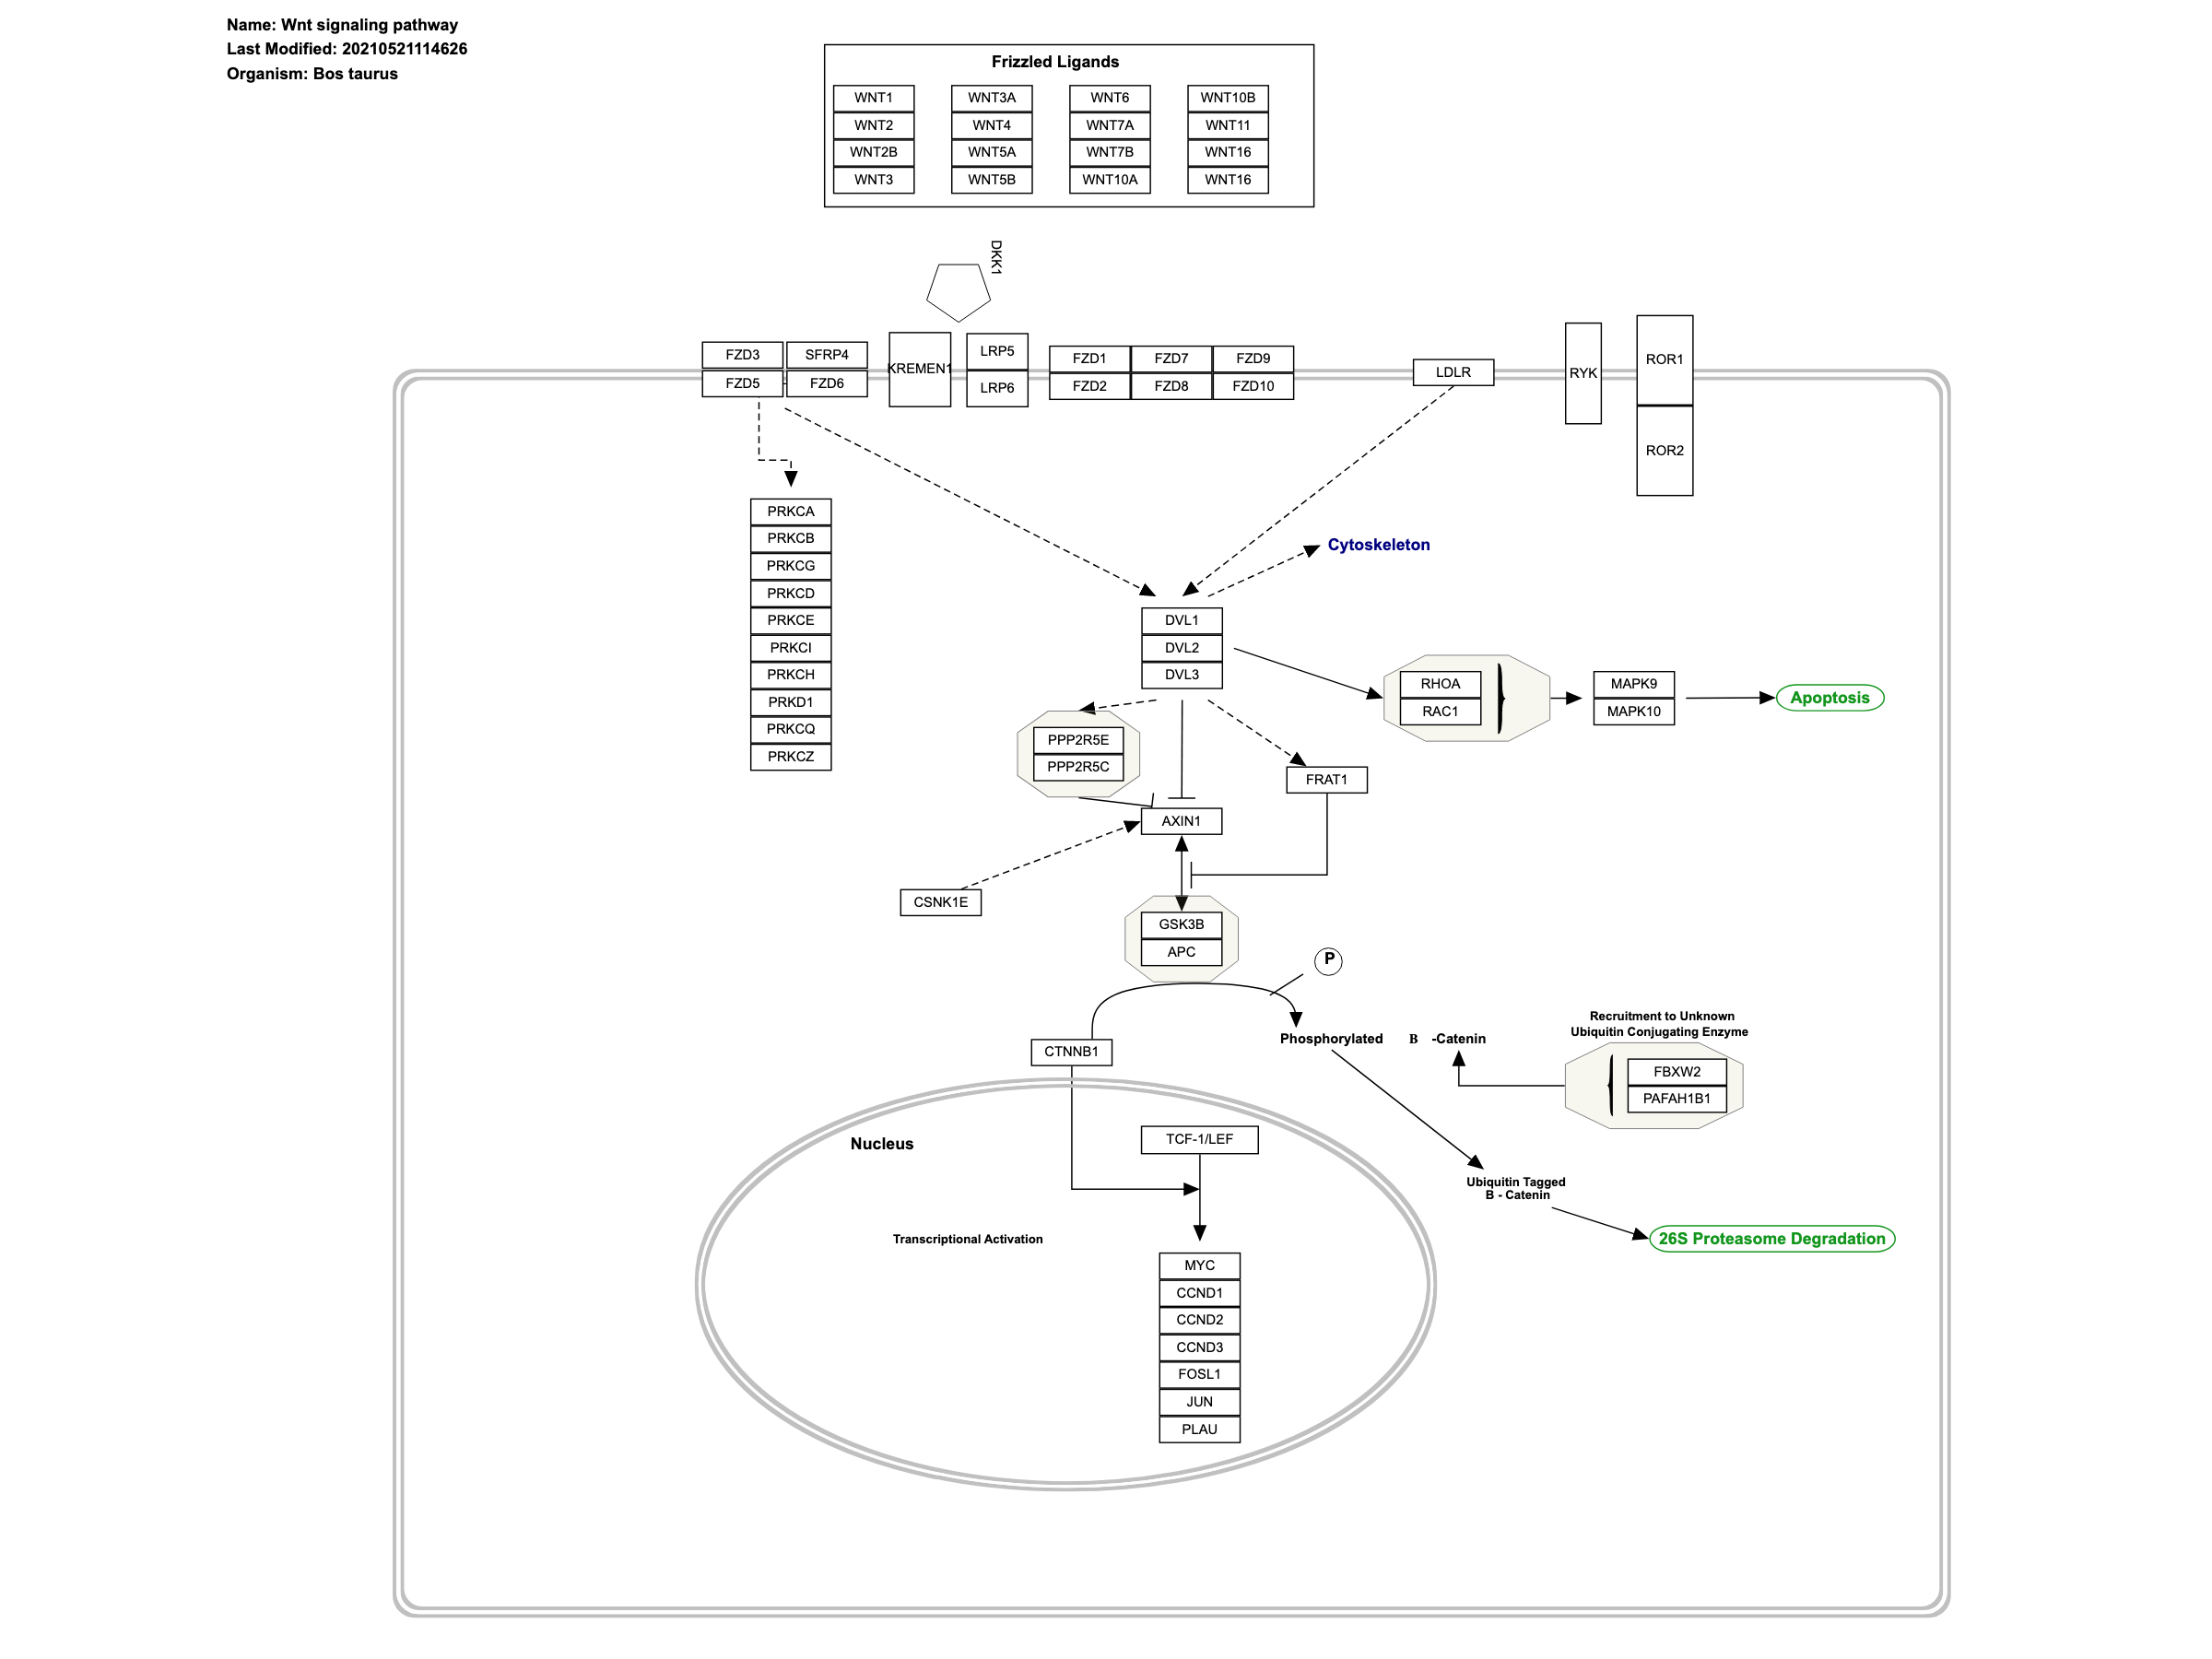 Name: Wnt signaling pathway
Last Modified: 20210521114626
Organism: Bos taurus
Frizzled Ligands
WNT1
WNT3A
WNT6
WNT10B
WNT2
WNT4
WNT7A
WNT11
WNT2B
WNT5A
WNT7B
WNT16
WNT3
WNT5B
WNT10A
WNT16
DKK1
FZD3
SFRP4
FZD5
FZD6
KREMEN1
LRP5
LRP6
FZD1
FZD7
FZD9
FZD2
FZD8
FZD10
LDLR
RYK
ROR1
ROR2
PRKCA
PRKCB
PRKCG
PRKCD
PRKCE
PRKCI
PRKCH
PRKD1
PRKCQ
PRKCZ
Cytoskeleton
DVL1
DVL2
DVL3
RHOA
RAC1
MAPK9
MAPK10
Apoptosis
PPP2R5E
PPP2R5C
FRAT1
AXIN1
CSNK1E
GSK3B
APC
P
CTNNB1
Phosphorylated B -Catenin
Recruitment to Unknown
Ubiquitin Conjugating Enzyme
FBXW2
PAFAH1B1
Nucleus
TCF-1/LEF
Ubiquitin Tagged
B - Catenin
Transcriptional Activation
26S Proteasome Degradation
MYC
CCND1
CCND2
CCND3
FOSL1
JUN
PLAU